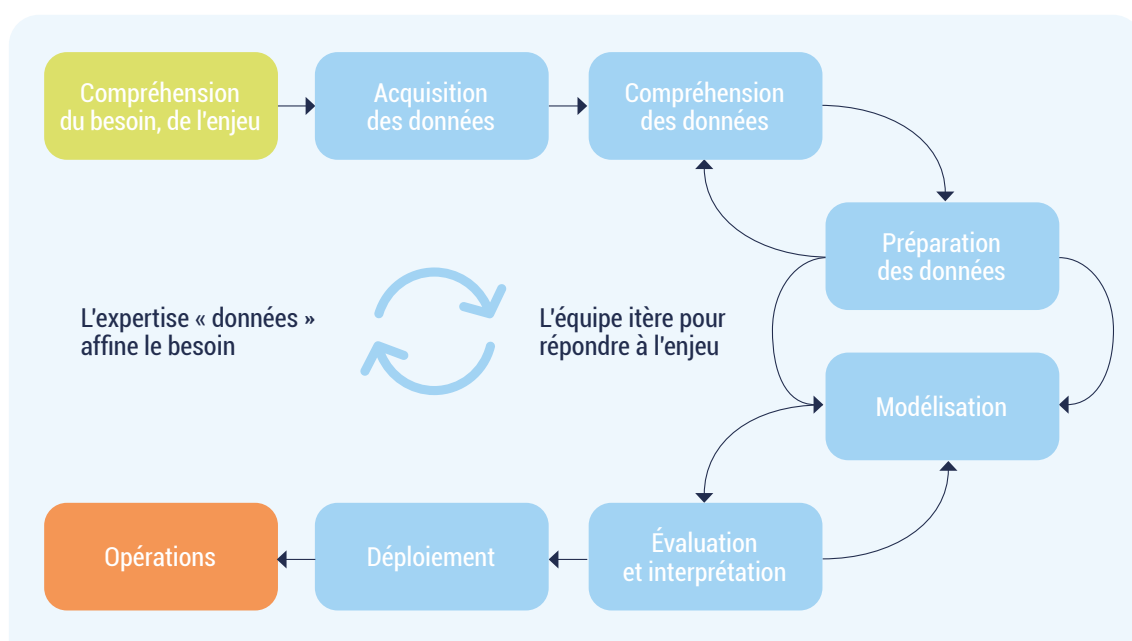 Compréhension
du besoin, de l'enjeu
Acquisition
des données
Compréhension
des données
Préparation
des données
L'expertise « données »
affine le besoin
L'équipe itère pour
répondre à l'enjeu
Modélisation
Opérations
Déploiement
Évaluation
et interprétation